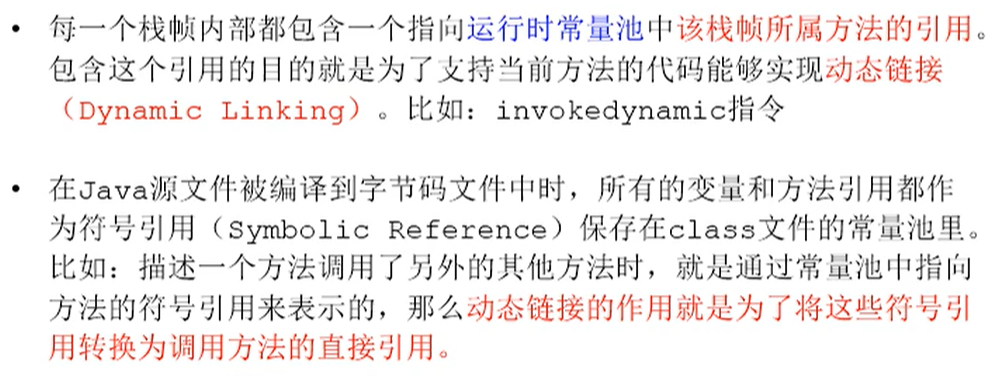 • 每一个栈帧内部都包含一个指向运行时常量池中该栈帧所属方法的引用。
包含这个引用的目的就是为了支持当前方法的代码能够实现动态链接
（Dynamic Linking）。比如：invokedynamic指令
• 在Java源文件被编译到字节码文件中时，所有的变量和方法引用都作
为符号引用（Symbolic Reference）保存在class文件的常量池里。
比如：描述一个方法调用了另外的其他方法时，就是通过常量池中指向
方法的符号引用来表示的，那么动态链接的作用就是为了将这些符号引
用转换为调用方法的直接引用。